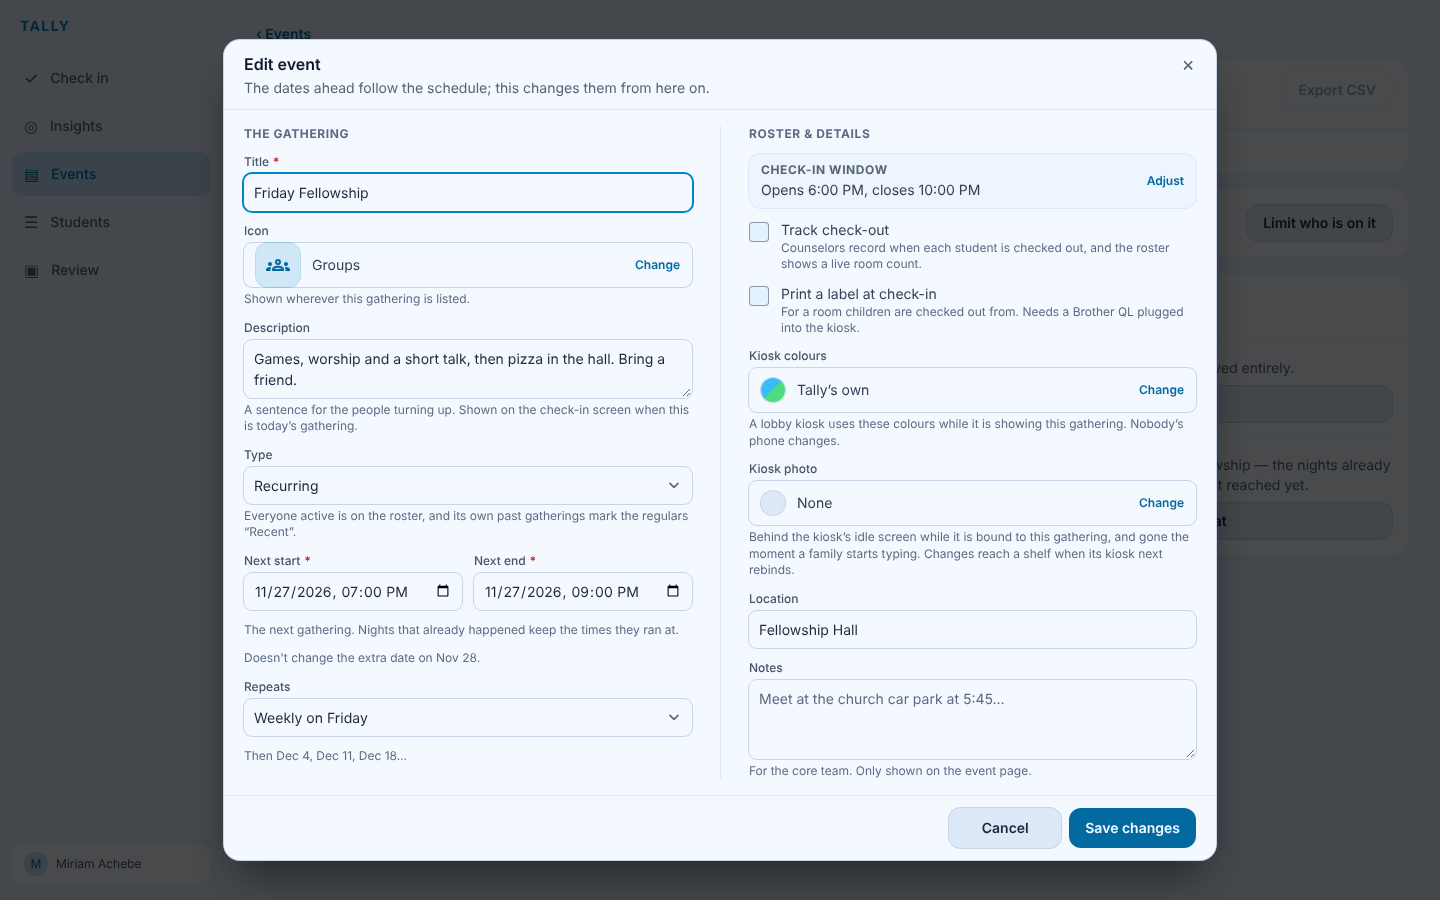 TALLY
Check in
Insights
Events
Students
Review
M
Miriam Achebe
‹ Events
Export CSV
Limit who is on it
ved entirely.
wship — the nights already
t reached yet.
at
Edit event
The dates ahead follow the schedule; this changes them from here on.
×
THE GATHERING
Title *
Friday Fellowship
Icon
Groups
Change
Shown wherever this gathering is listed.
Description
Games, worship and a short talk, then pizza in the hall. Bring a
friend.
A sentence for the people turning up. Shown on the check-in screen when this
is today’s gathering.
Type
Recurring
Everyone active is on the roster, and its own past gatherings mark the regulars
“Recent”.
Next start *
Next end *
11/27/2026, 07:00 PM
11/27/2026, 09:00 PM
The next gathering. Nights that already happened keep the times they ran at.
Doesn't change the extra date on Nov 28.
Repeats
Weekly on Friday
Then Dec 4, Dec 11, Dec 18…
ROSTER & DETAILS
CHECK-IN WINDOW
Opens 6:00 PM, closes 10:00 PM
Adjust
Track check-out
Counselors record when each student is checked out, and the roster
shows a live room count.
Print a label at check-in
For a room children are checked out from. Needs a Brother QL plugged
into the kiosk.
Kiosk colours
Tally’s own
Change
A lobby kiosk uses these colours while it is showing this gathering. Nobody’s
phone changes.
Kiosk photo
None
Change
Behind the kiosk’s idle screen while it is bound to this gathering, and gone the
moment a family starts typing. Changes reach a shelf when its kiosk next
rebinds.
Location
Fellowship Hall
Notes
Meet at the church car park at 5:45…
For the core team. Only shown on the event page.
Cancel
Save changes